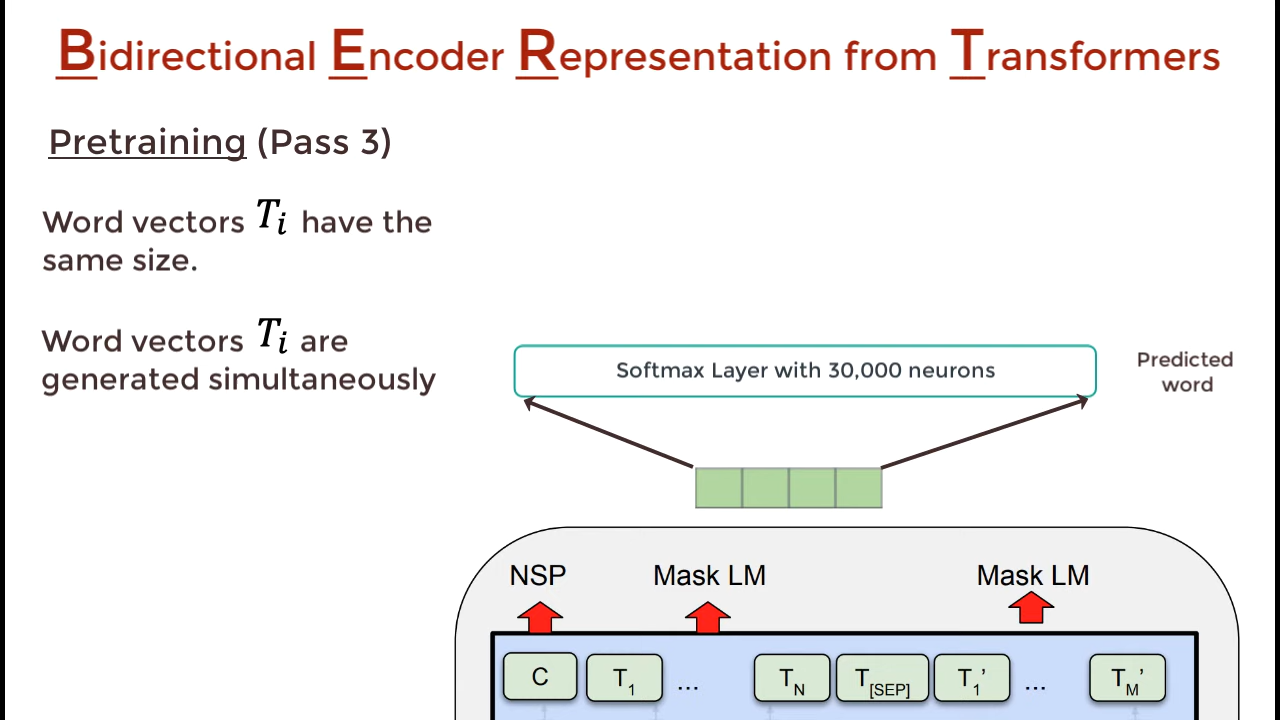 Bidirectional Encoder Representation from Transformers
Pretraining (Pass 3)
Word vectors Tᵢ have the
same size.
Word vectors Tᵢ are
generated simultaneously
Softmax Layer with 30,000 neurons
Predicted
word
NSP Mask LM Mask LM
C T₁ ... T_N T_[SEP] T₁' ... T_M'